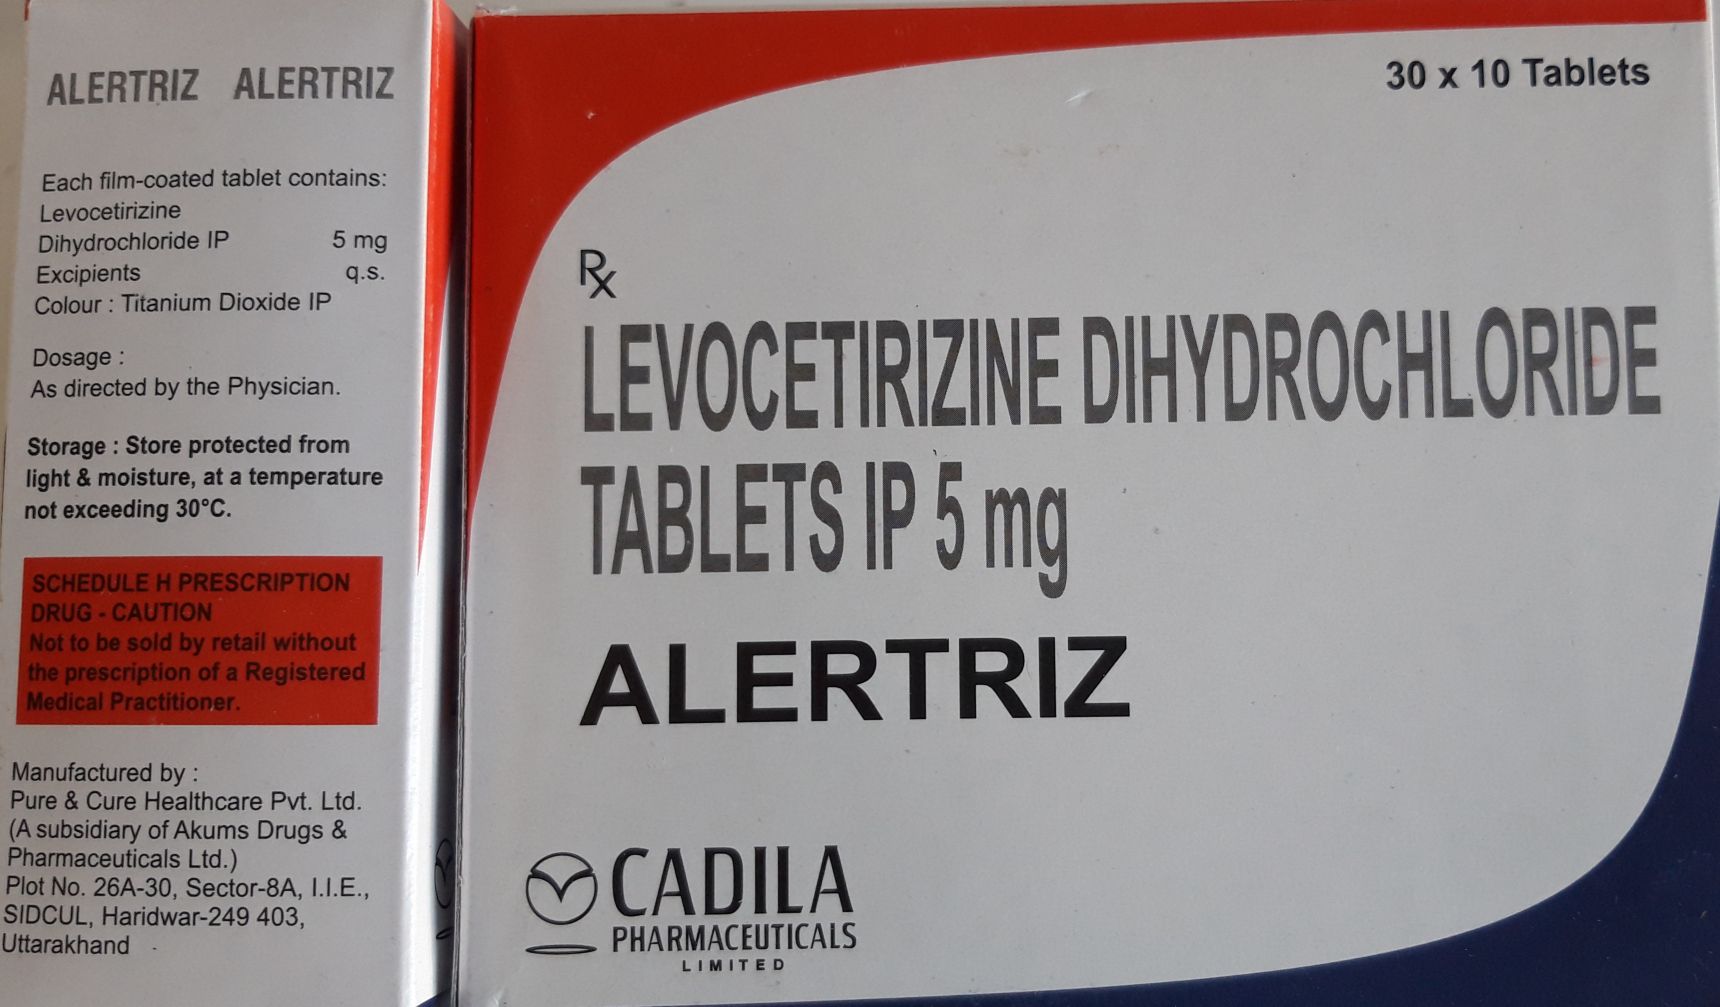 ALERTRIZ ALERTRIZ
Each film-coated tablet contains:
Levocetirizine
Dihydrochloride IP 5 mg
Excipients q.s.
Colour : Titanium Dioxide IP
Dosage :
As directed by the Physician.
Storage : Store protected from
light & moisture, at a temperature
not exceeding 30°C.
SCHEDULE H PRESCRIPTION
DRUG - CAUTION
Not to be sold by retail without
the prescription of a Registered
Medical Practitioner.
Manufactured by :
Pure & Cure Healthcare Pvt. Ltd.
(A subsidiary of Akums Drugs &
Pharmaceuticals Ltd.)
Plot No. 26A-30, Sector-8A, I.I.E.,
SIDCUL, Haridwar-249 403,
Uttarakhand
30 x 10 Tablets
Rx
LEVOCETIRIZINE DIHYDROCHLORIDE
TABLETS IP 5 mg
ALERTRIZ
CADILA
PHARMACEUTICALS
LIMITED